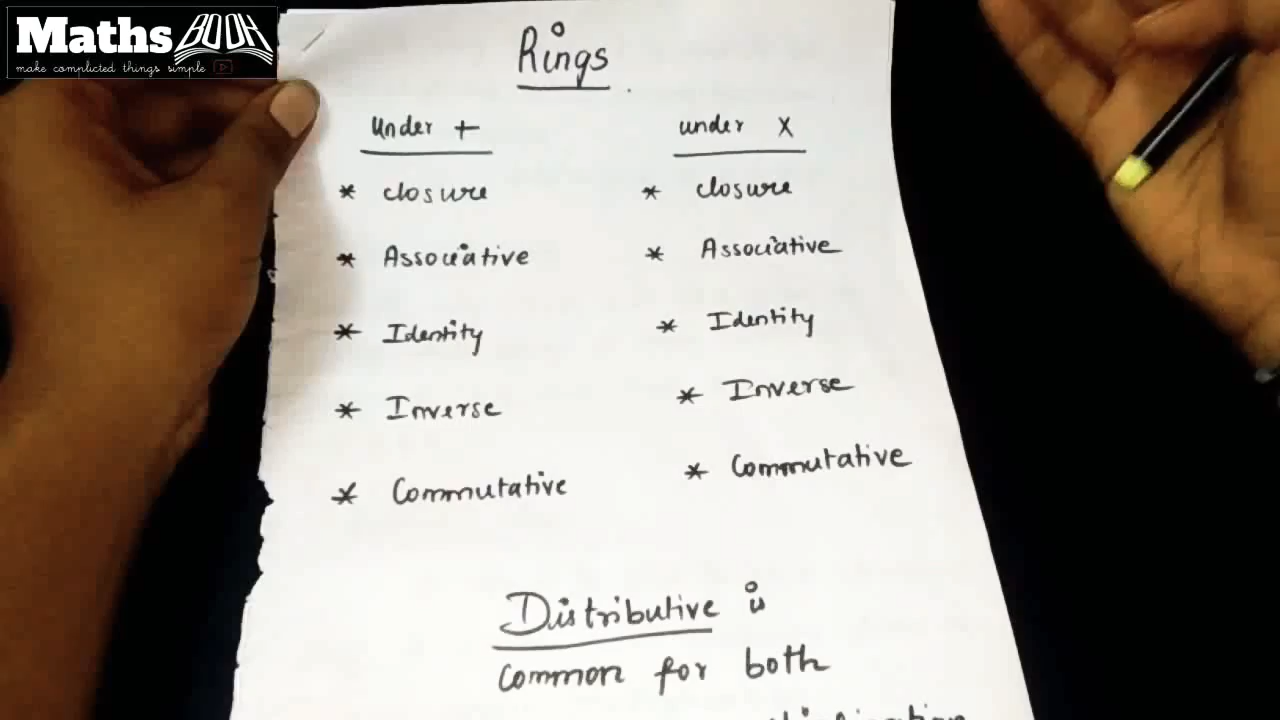 Maths BOOK
make complicted things simple
Rings
Under + under X
* closure * closure
* Associative * Associative
* Identity * Identity
* Inverse * Inverse
* Commutative * Commutative
Distributive is
common for both